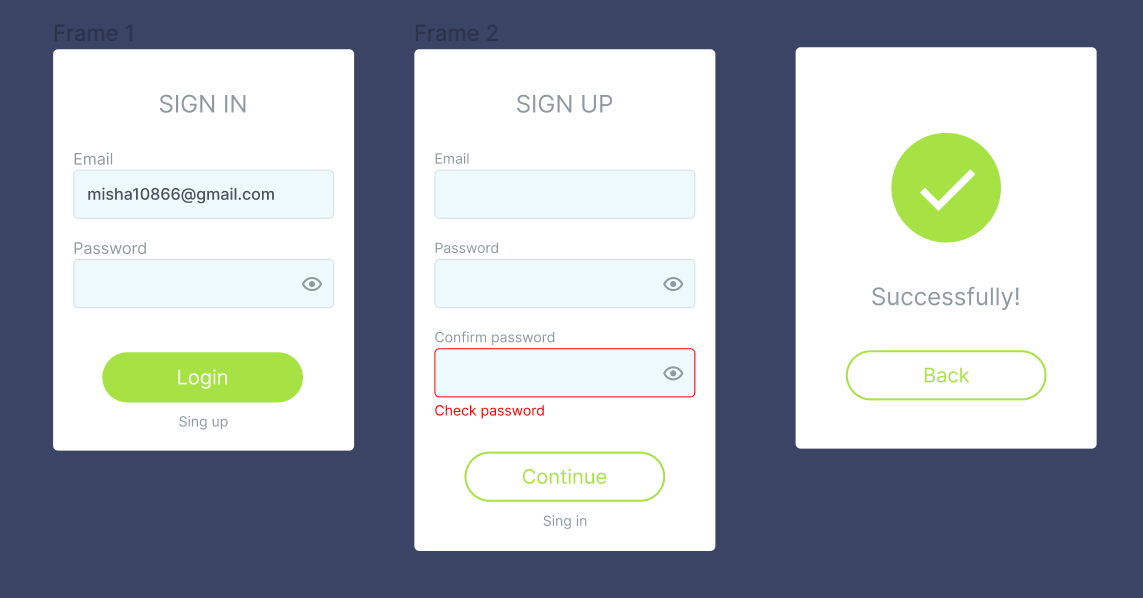 Frame 1
SIGN IN
Email
misha10866@gmail.com
Password
Login
Sing up
Frame 2
SIGN UP
Email
Password
Confirm password
Check password
Continue
Sing in
Successfully!
Back